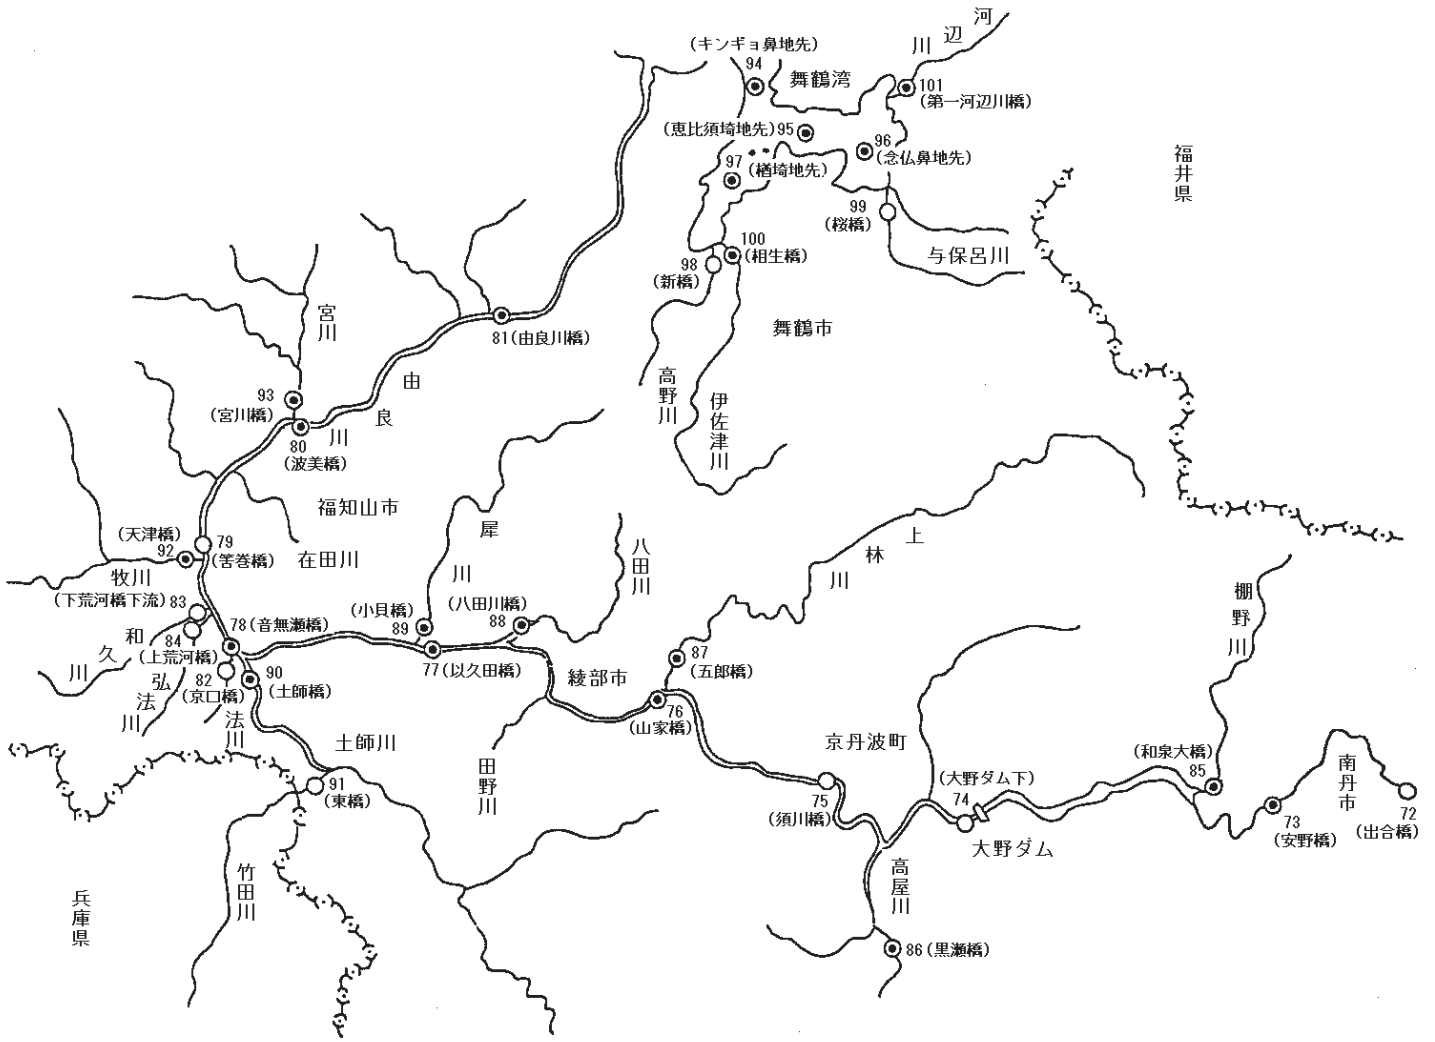 河辺川
(キンギョ鼻地先)
94
舞鶴湾
101
(第一河辺川橋)
(恵比須埼地先)95
96
(念仏鼻地先)
97
(楢埼地先)
福井県
99
(桜橋)
与保呂川
100
(相生橋)
98
(新橋)
舞鶴市
宮川
81(由良川橋)
由良川
高野川
伊佐津川
93
(宮川橋)
80
(波美橋)
福知山市
犀川
上林川
(天津橋)
92
79
(筈巻橋)
在田川
八田川
牧川
棚野川
(下荒河橋下流)
83
(小貝橋)
89
(八田川橋)
88
78(音無瀬橋)
84
(上荒河橋)
和久川
弘法川
77(以久田橋)
87
(五郎橋)
綾部市
82
(京口橋)
90
(土師橋)
法川
76
(山家橋)
土師川
京丹波町
(和泉大橋)
85
田野川
(大野ダム下)
74
南丹市
91
(東橋)
75
(須川橋)
72
(出合橋)
73
(安野橋)
大野ダム
竹田川
高屋川
兵庫県
86(黒瀬橋)